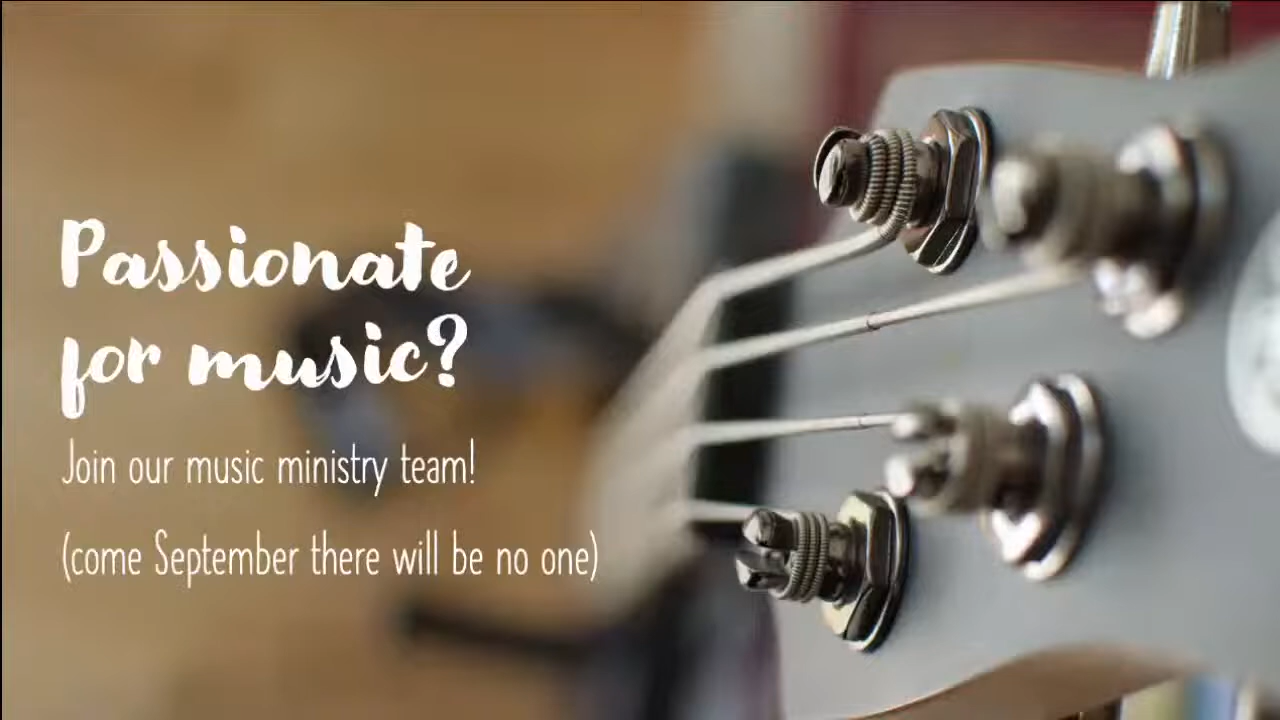 Passionate
for music?
Join our music ministry team!
(come September there will be no one)